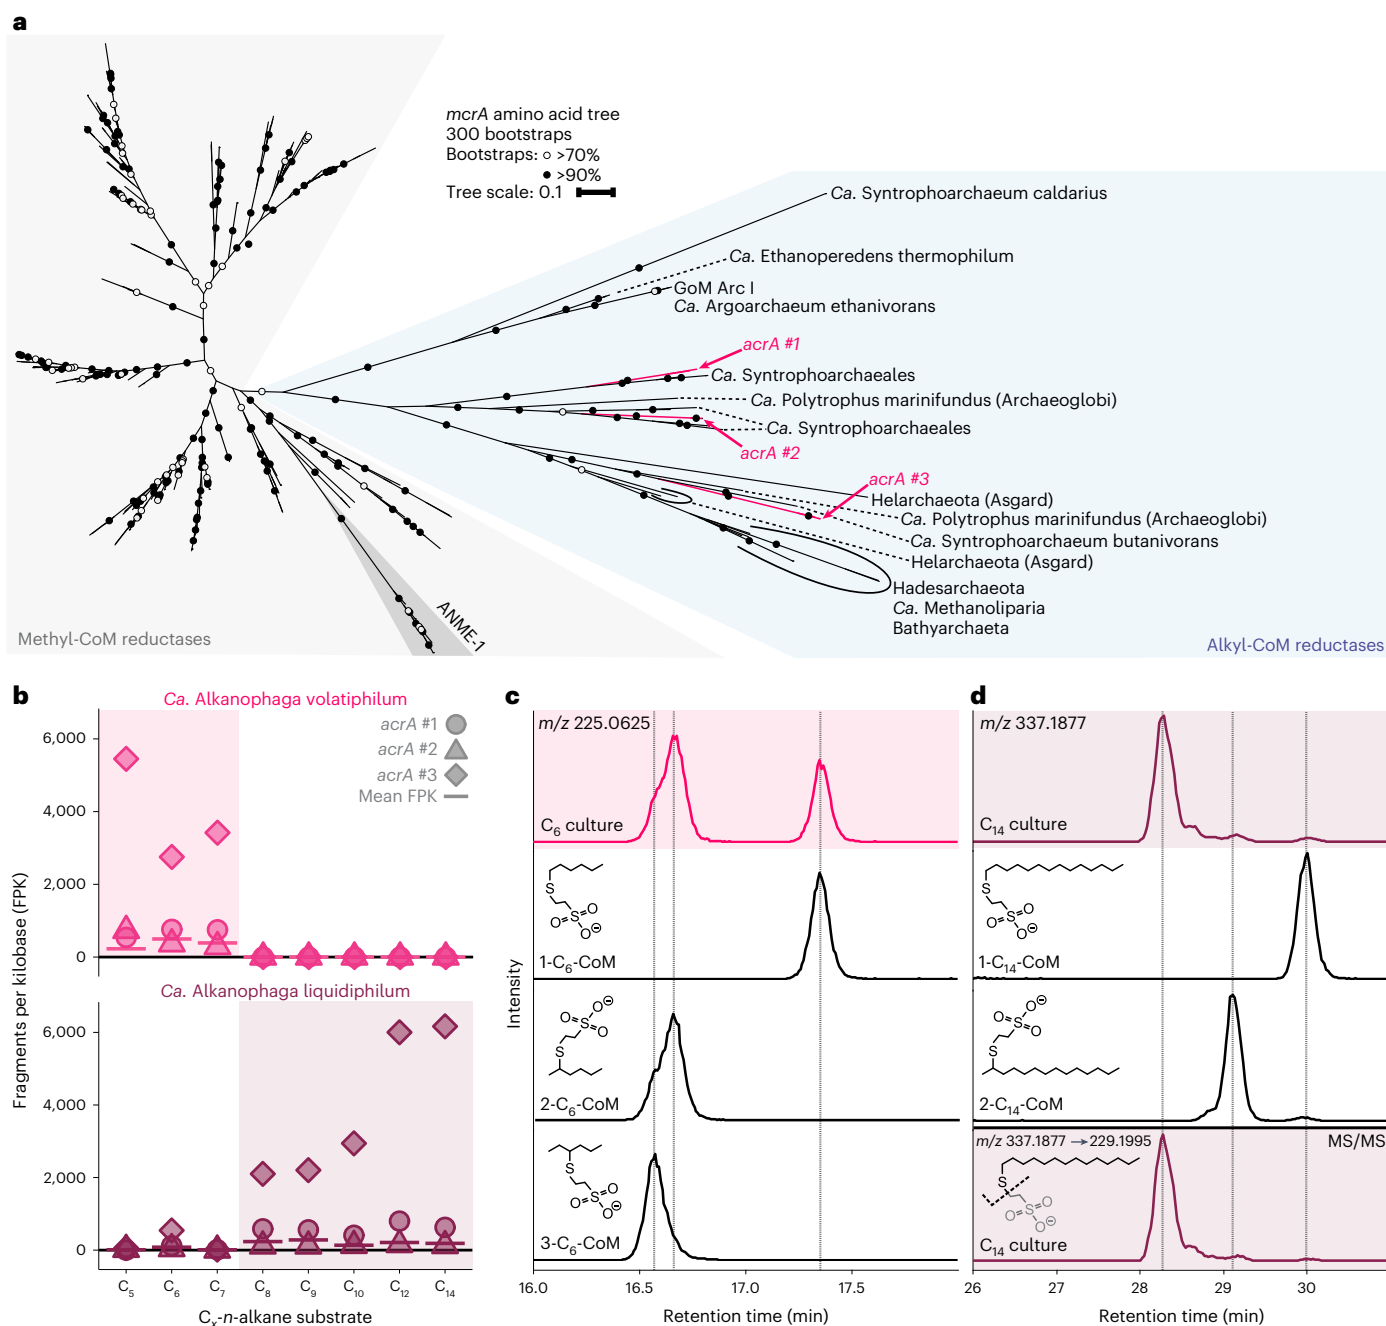 a
mcrA amino acid tree
300 bootstraps
Bootstraps: >70%
>90%
Tree scale: 0.1
Ca. Syntrophoarchaeum caldarius
Ca. Ethanoperedens thermophilum
GoM Arc I
Ca. Argoarchaeum ethanivorans
acrA #1
Ca. Syntrophoarchaeales
Ca. Polytrophus marinifundus (Archaeoglobi)
Ca. Syntrophoarchaeales
acrA #2
acrA #3
Helarchaeota (Asgard)
Ca. Polytrophus marinifundus (Archaeoglobi)
Ca. Syntrophoarchaeum butanivorans
Helarchaeota (Asgard)
Hadesarchaeota
Ca. Methanoliparia
Bathyarchaeta
ANME-1
Methyl-CoM reductases
Alkyl-CoM reductases
b
Ca. Alkanophaga volatiphilum
acrA #1
acrA #2
acrA #3
Mean FPK
6,000
4,000
2,000
0
Ca. Alkanophaga liquidiphilum
6,000
4,000
2,000
0
Fragments per kilobase (FPK)
C5 C6 C7 C8 C9 C10 C12 C14
Cx-n-alkane substrate
c
m/z 225.0625
C6 culture
S
S
O
O
O⊖
1-C6-CoM
O⊖
O
S
O
S
2-C6-CoM
S
S
O
O
O⊖
3-C6-CoM
Intensity
16.0 16.5 17.0 17.5
Retention time (min)
d
m/z 337.1877
C14 culture
S
S
O
O
O⊖
1-C14-CoM
O⊖
O
S
O
S
2-C14-CoM
m/z 337.1877 → 229.1995 MS/MS
S
S
O
O
O⊖
C14 culture
26 27 28 29 30
Retention time (min)